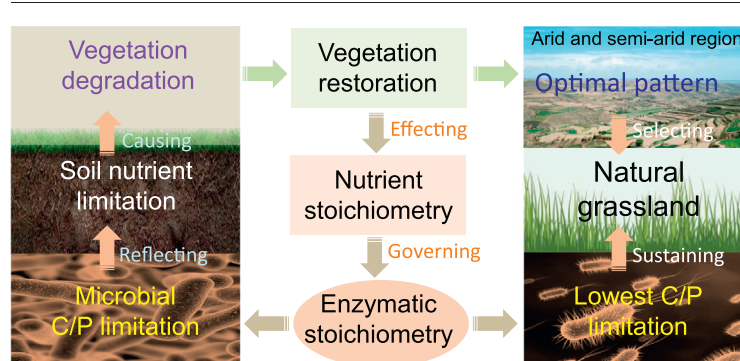 Vegetation
degradation
Causing
Soil nutrient
limitation
Reflecting
Microbial
C/P limitation
Vegetation
restoration
Effecting
Nutrient
stoichiometry
Governing
Enzymatic
stoichiometry
Arid and semi-arid region
Optimal pattern
Selecting
Natural
grassland
Sustaining
Lowest C/P
limitation